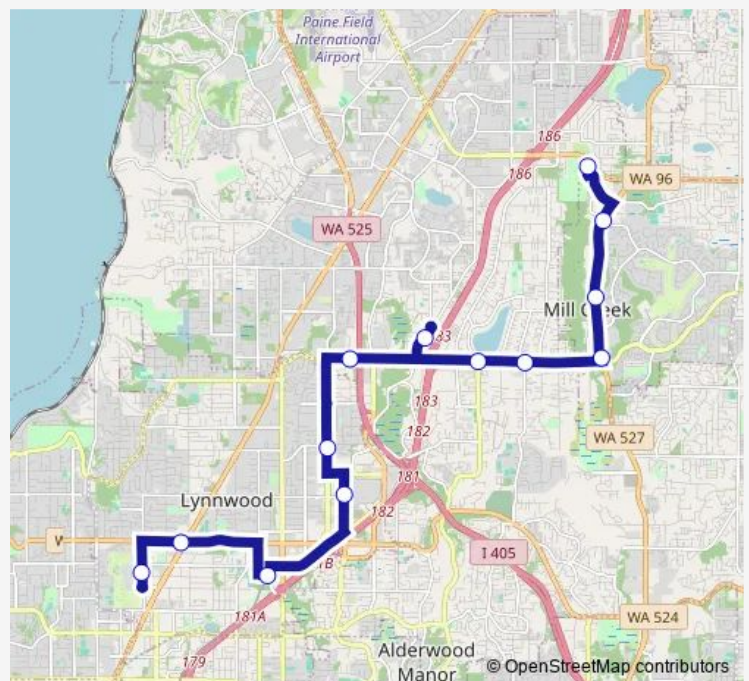 Paine Field
International
Airport
186
186
WA 96
WA 525
Mill Creek
183
183
182
WA 527
181
Lynnwood
182
W
I 405
181A
WA 524
179
Alderwood
Manor
© OpenStreetMap contributors